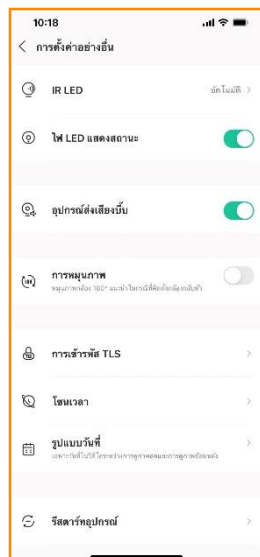 10:18
การตั้งค่าอย่างอื่น
IR LED
อัตโนมัติ
ไฟ LED แสดงสถานะ
อุปกรณ์ส่งเสียงบี๊บ
การหมุนภาพ
หมุนภาพกล้อง 180° แนะนำในกรณีที่ติดตั้งกล้องกลับหัว
การเข้ารหัส TLS
โซนเวลา
รูปแบบวันที่
รีสตาร์ทอุปกรณ์